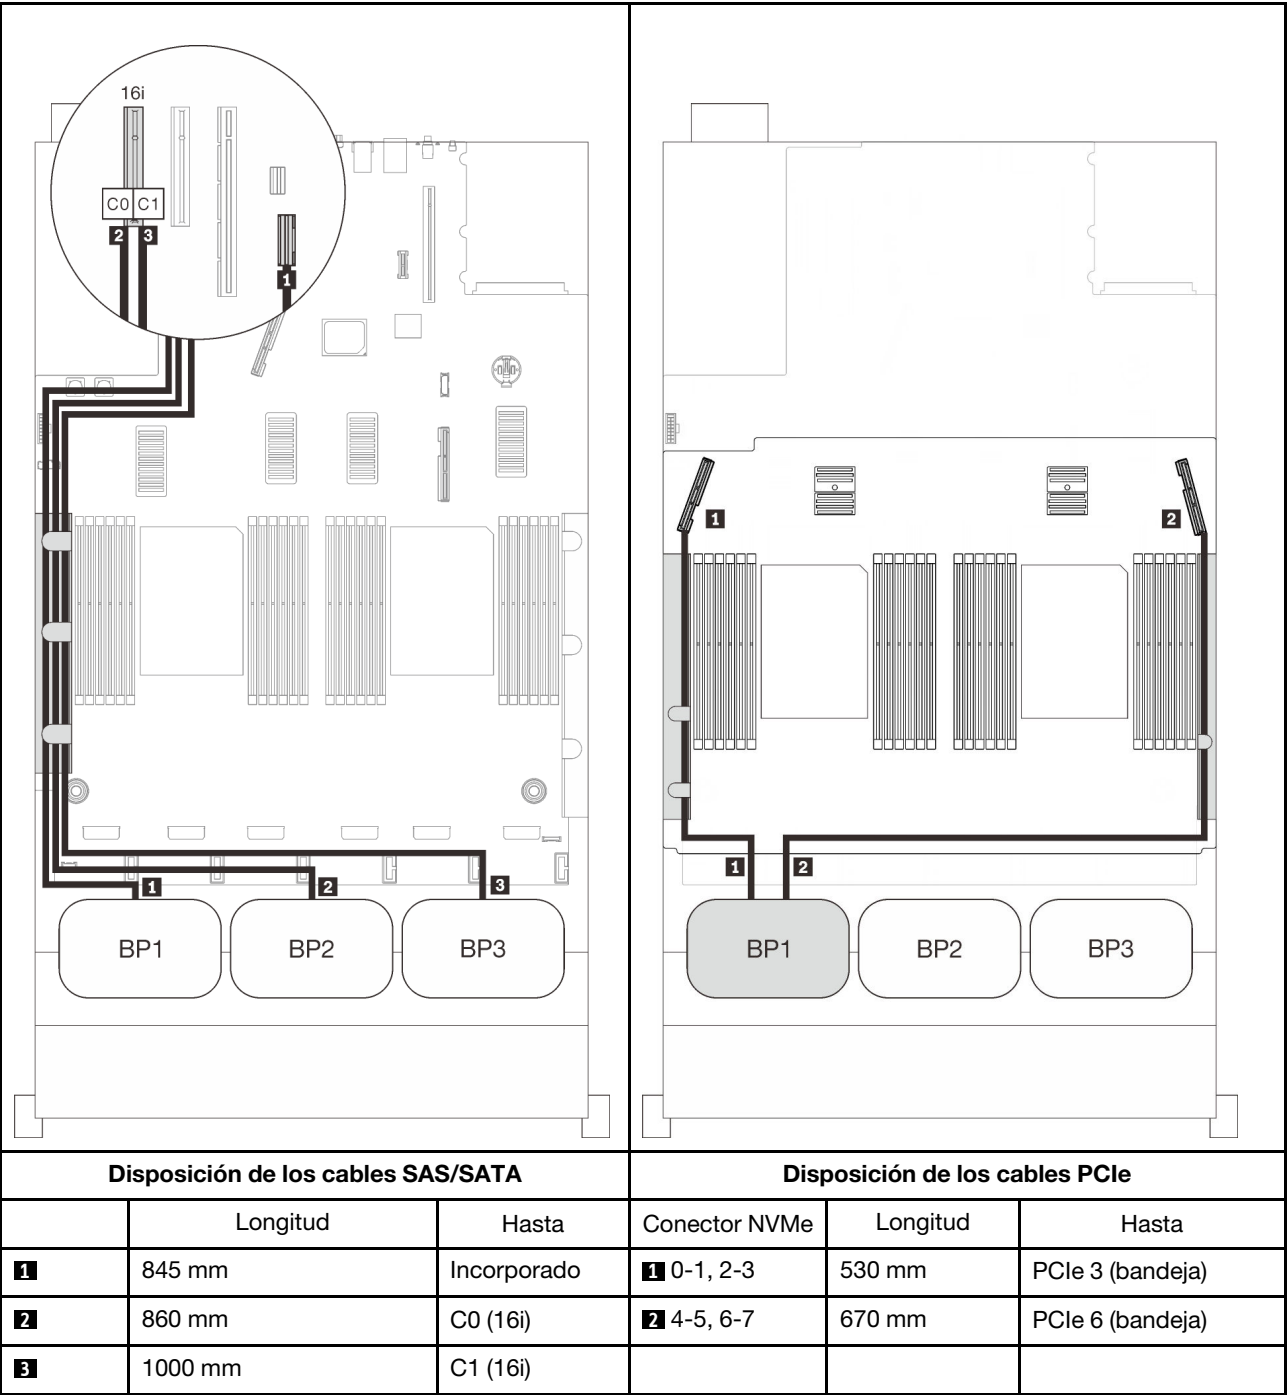 16i
C0 C1
2 3
1
1 2 3
BP1 BP2 BP3
1 2
1 2
BP1 BP2 BP3
Disposición de los cables SAS/SATA Disposición de los cables PCIe
Longitud Hasta Conector NVMe Longitud Hasta
1 845 mm Incorporado 1 0-1, 2-3 530 mm PCIe 3 (bandeja)
2 860 mm C0 (16i) 2 4-5, 6-7 670 mm PCIe 6 (bandeja)
3 1000 mm C1 (16i)